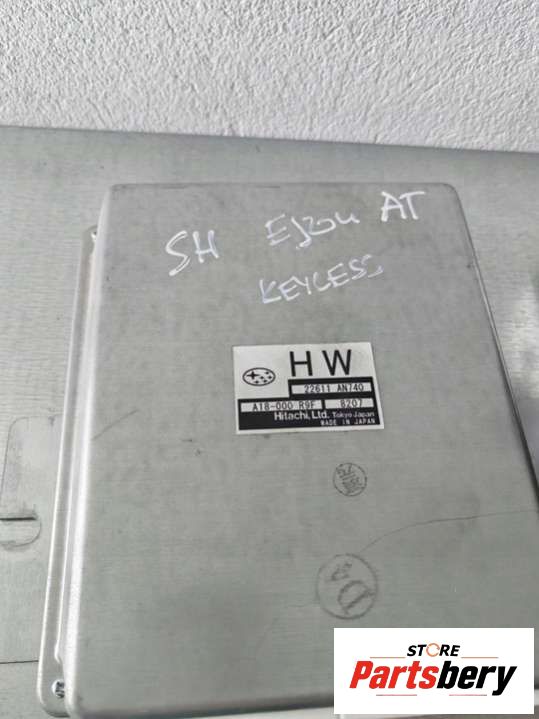 SH EJ204 AT
KEYLESS
HW
22611 AN740
A18-000 R9F 8207
Hitachi, Ltd. Tokyo Japan
MADE IN JAPAN
STORE
Partsbery